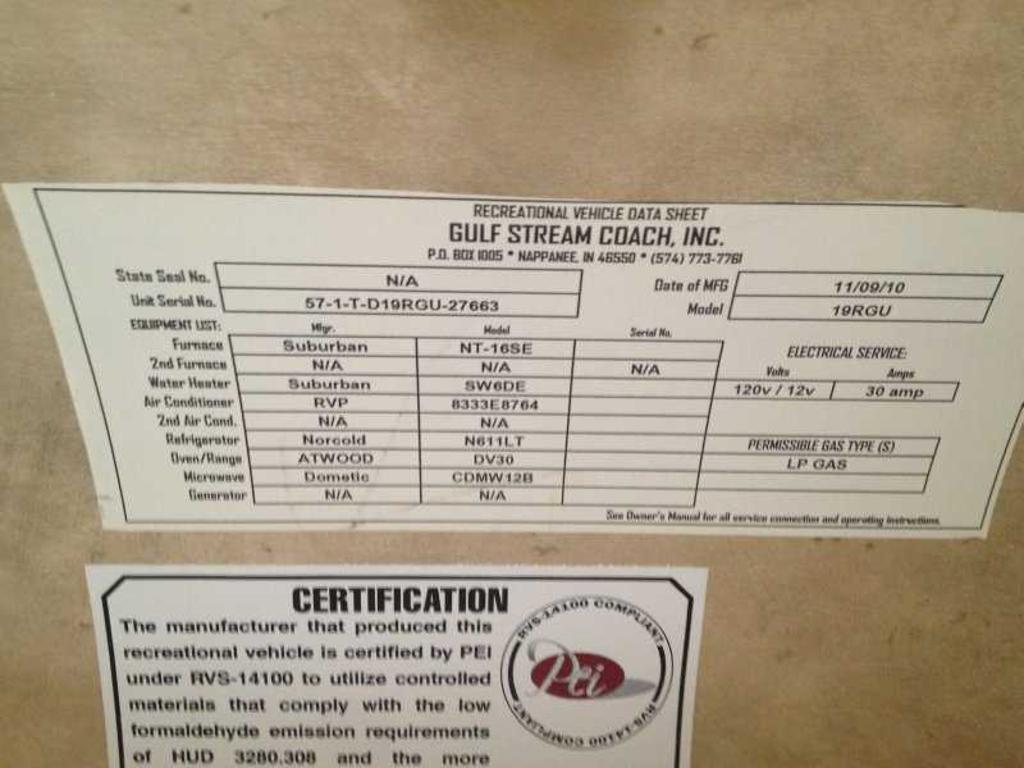 RECREATIONAL VEHICLE DATA SHEET
GULF STREAM COACH, INC.
P.O. BOX 1005 * NAPPANEE, IN 46550 * (574) 773-7761
State Seal No. N/A Date of MFG 11/09/10
Unit Serial No. 57-1-T-D19RGU-27663 Model 19RGU
EQUIPMENT LIST: Mfgr. Model Serial No.
Furnace Suburban NT-16SE
2nd Furnace N/A N/A N/A
Water Heater Suburban SW6DE
Air Conditioner RVP 8333E8764
2nd Air Cond. N/A N/A
Refrigerator Norcold N611LT
Oven/Range ATWOOD DV30
Microwave Dometic CDMW12B
Generator N/A N/A
ELECTRICAL SERVICE:
Volts Amps
120v / 12v 30 amp
PERMISSIBLE GAS TYPE (S)
LP GAS
See Owner's Manual for all service connection and operating instructions.
CERTIFICATION
The manufacturer that produced this
recreational vehicle is certified by PEI
under RVS-14100 to utilize controlled
materials that comply with the low
formaldehyde emission requirements
of HUD 3280.308 and the more
RVS-14100 COMPLIANT
Pei
RVS-14100 COMPLIANT